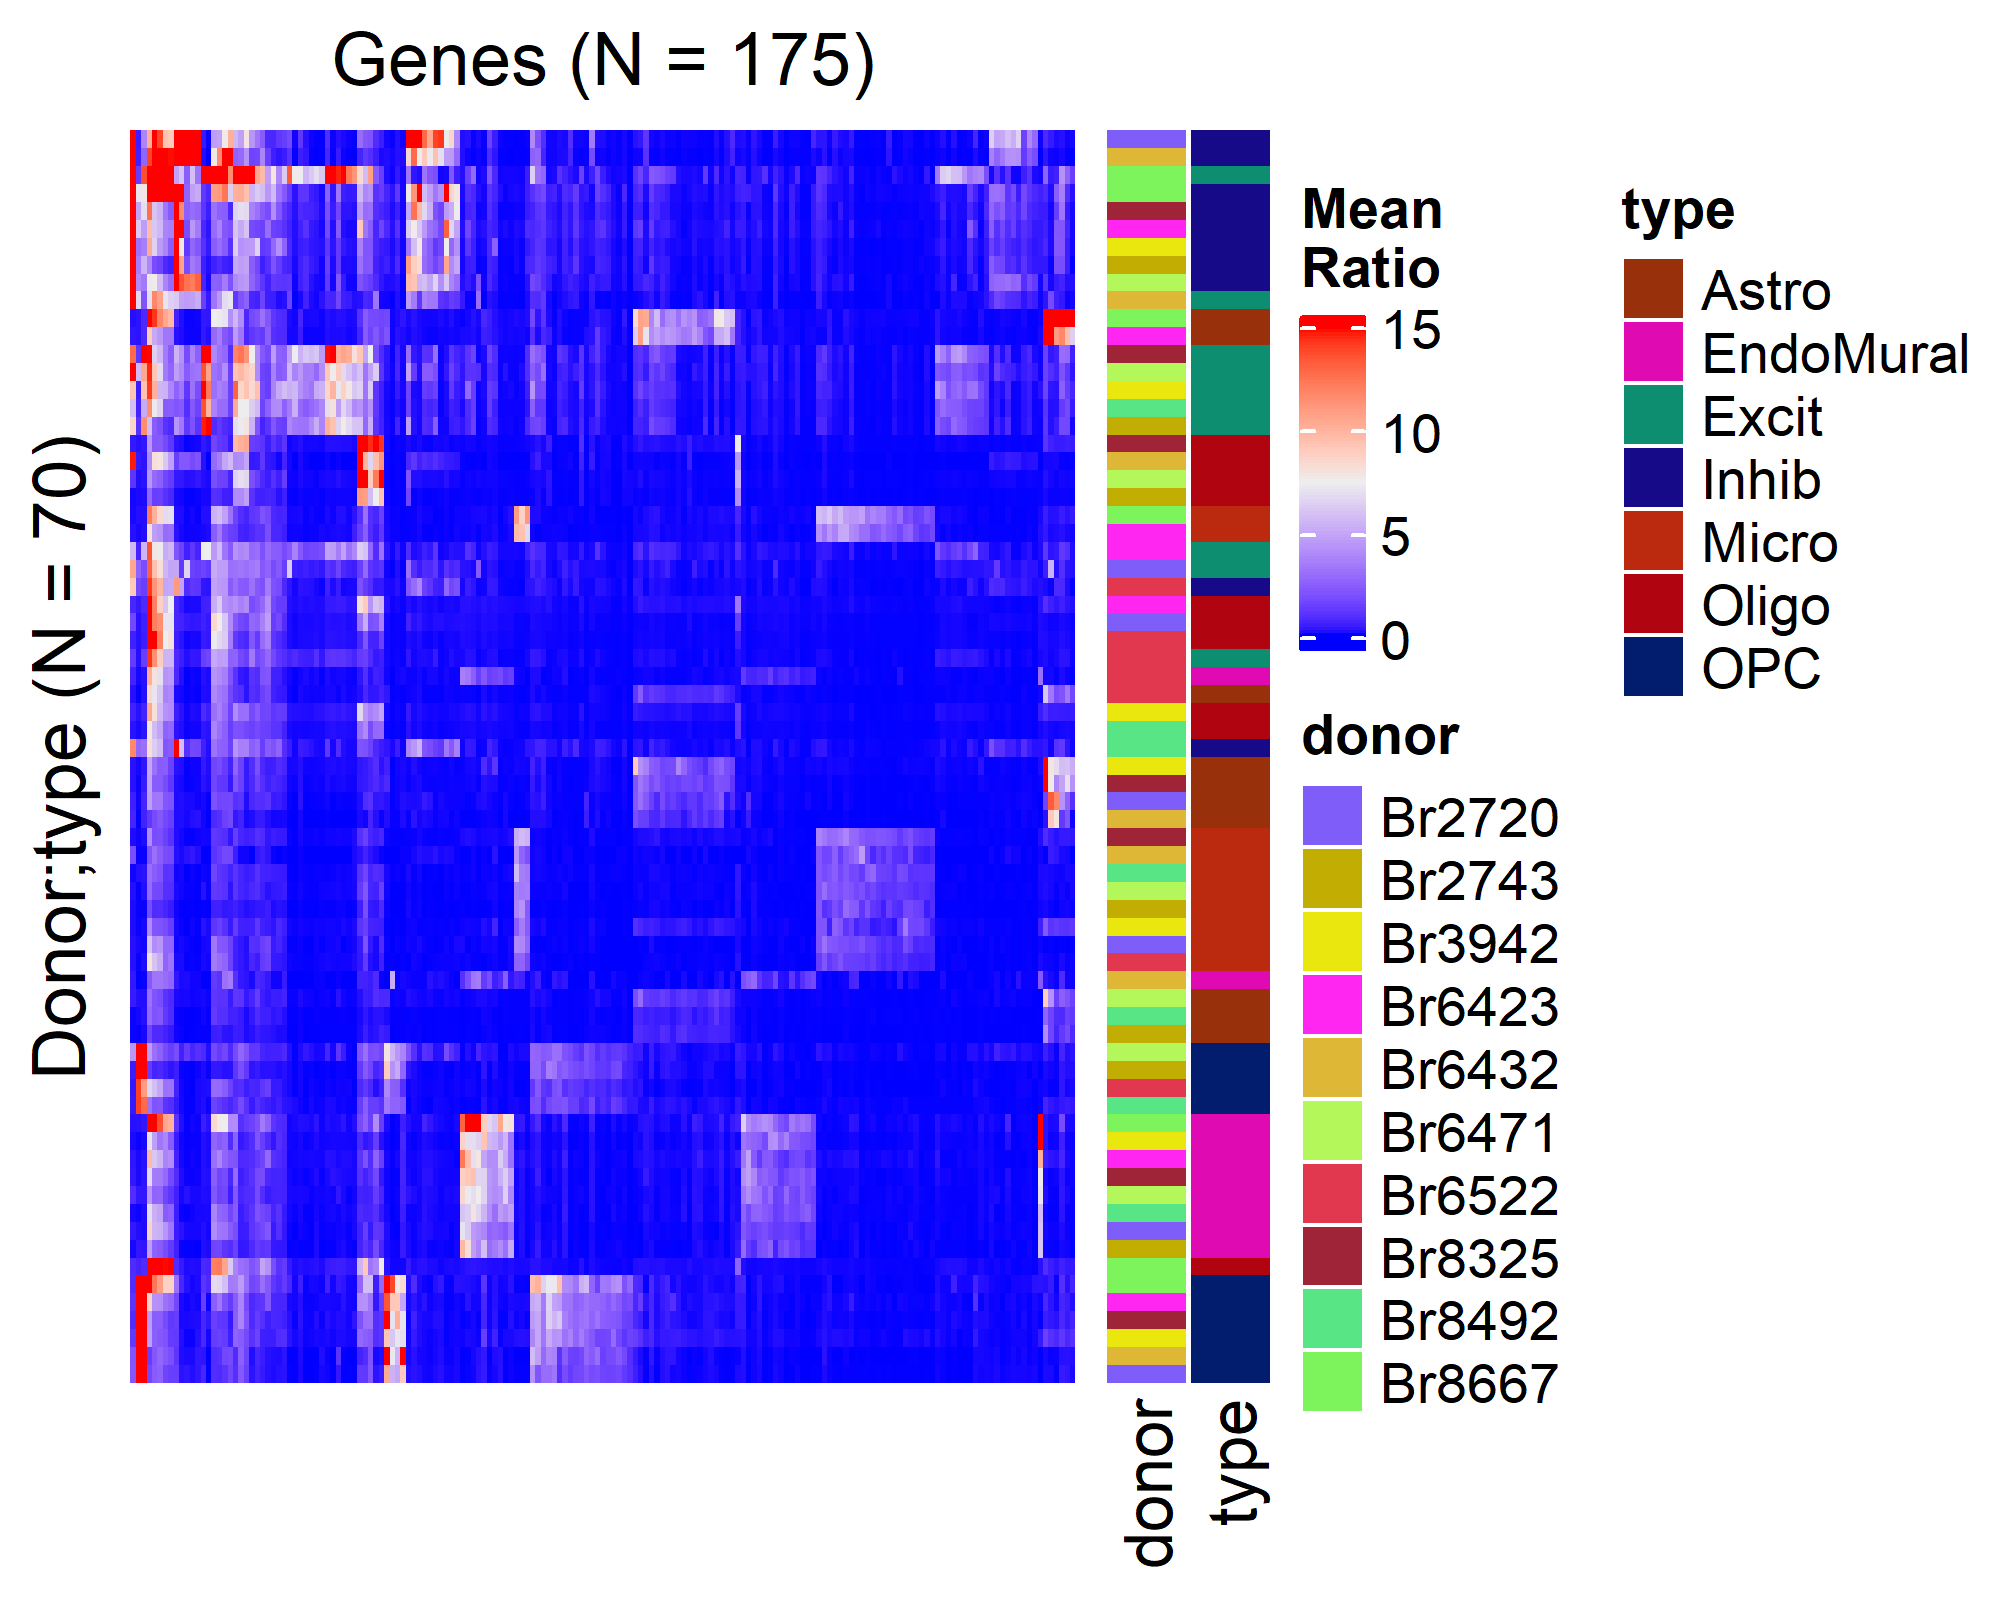 Genes (N = 175)
Donor;type (N = 70)
donor
type
Mean
Ratio
15
10
5
0
donor
Br2720
Br2743
Br3942
Br6423
Br6432
Br6471
Br6522
Br8325
Br8492
Br8667
type
Astro
EndoMural
Excit
Inhib
Micro
Oligo
OPC